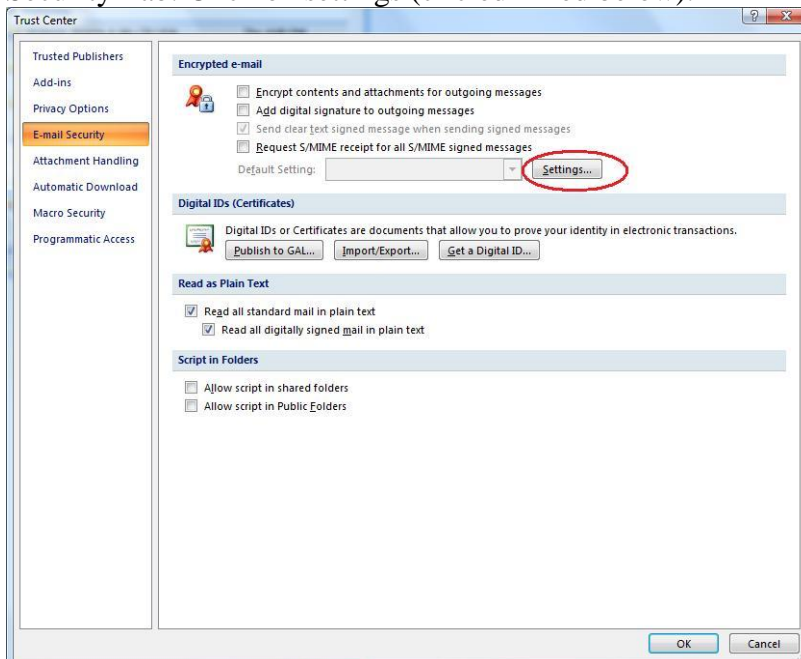 Trust Center
Trusted Publishers
Add-ins
Privacy Options
E-mail Security
Attachment Handling
Automatic Download
Macro Security
Programmatic Access
Encrypted e-mail
Encrypt contents and attachments for outgoing messages
Add digital signature to outgoing messages
Send clear text signed message when sending signed messages
Request S/MIME receipt for all S/MIME signed messages
Default Setting:
Settings...
Digital IDs (Certificates)
Digital IDs or Certificates are documents that allow you to prove your identity in electronic transactions.
Publish to GAL... Import/Export... Get a Digital ID...
Read as Plain Text
Read all standard mail in plain text
Read all digitally signed mail in plain text
Script in Folders
Allow script in shared folders
Allow script in Public Folders
OK Cancel